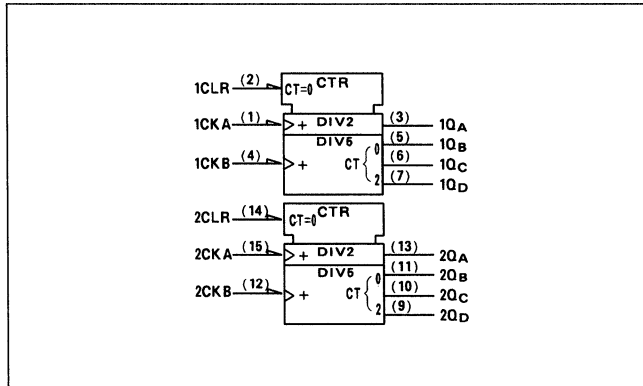 1CLR (2) CT=0 CTR
1CKA (1) + DIV2 (3) 1QA
DIV5 0 (5) 1QB
1CKB (4) + CT { (6) 1QC
2 (7) 1QD
2CLR (14) CT=0 CTR
2CKA (15) + DIV2 (13) 2QA
DIV5 0 (11) 2QB
2CKB (12) + CT { (10) 2QC
2 (9) 2QD